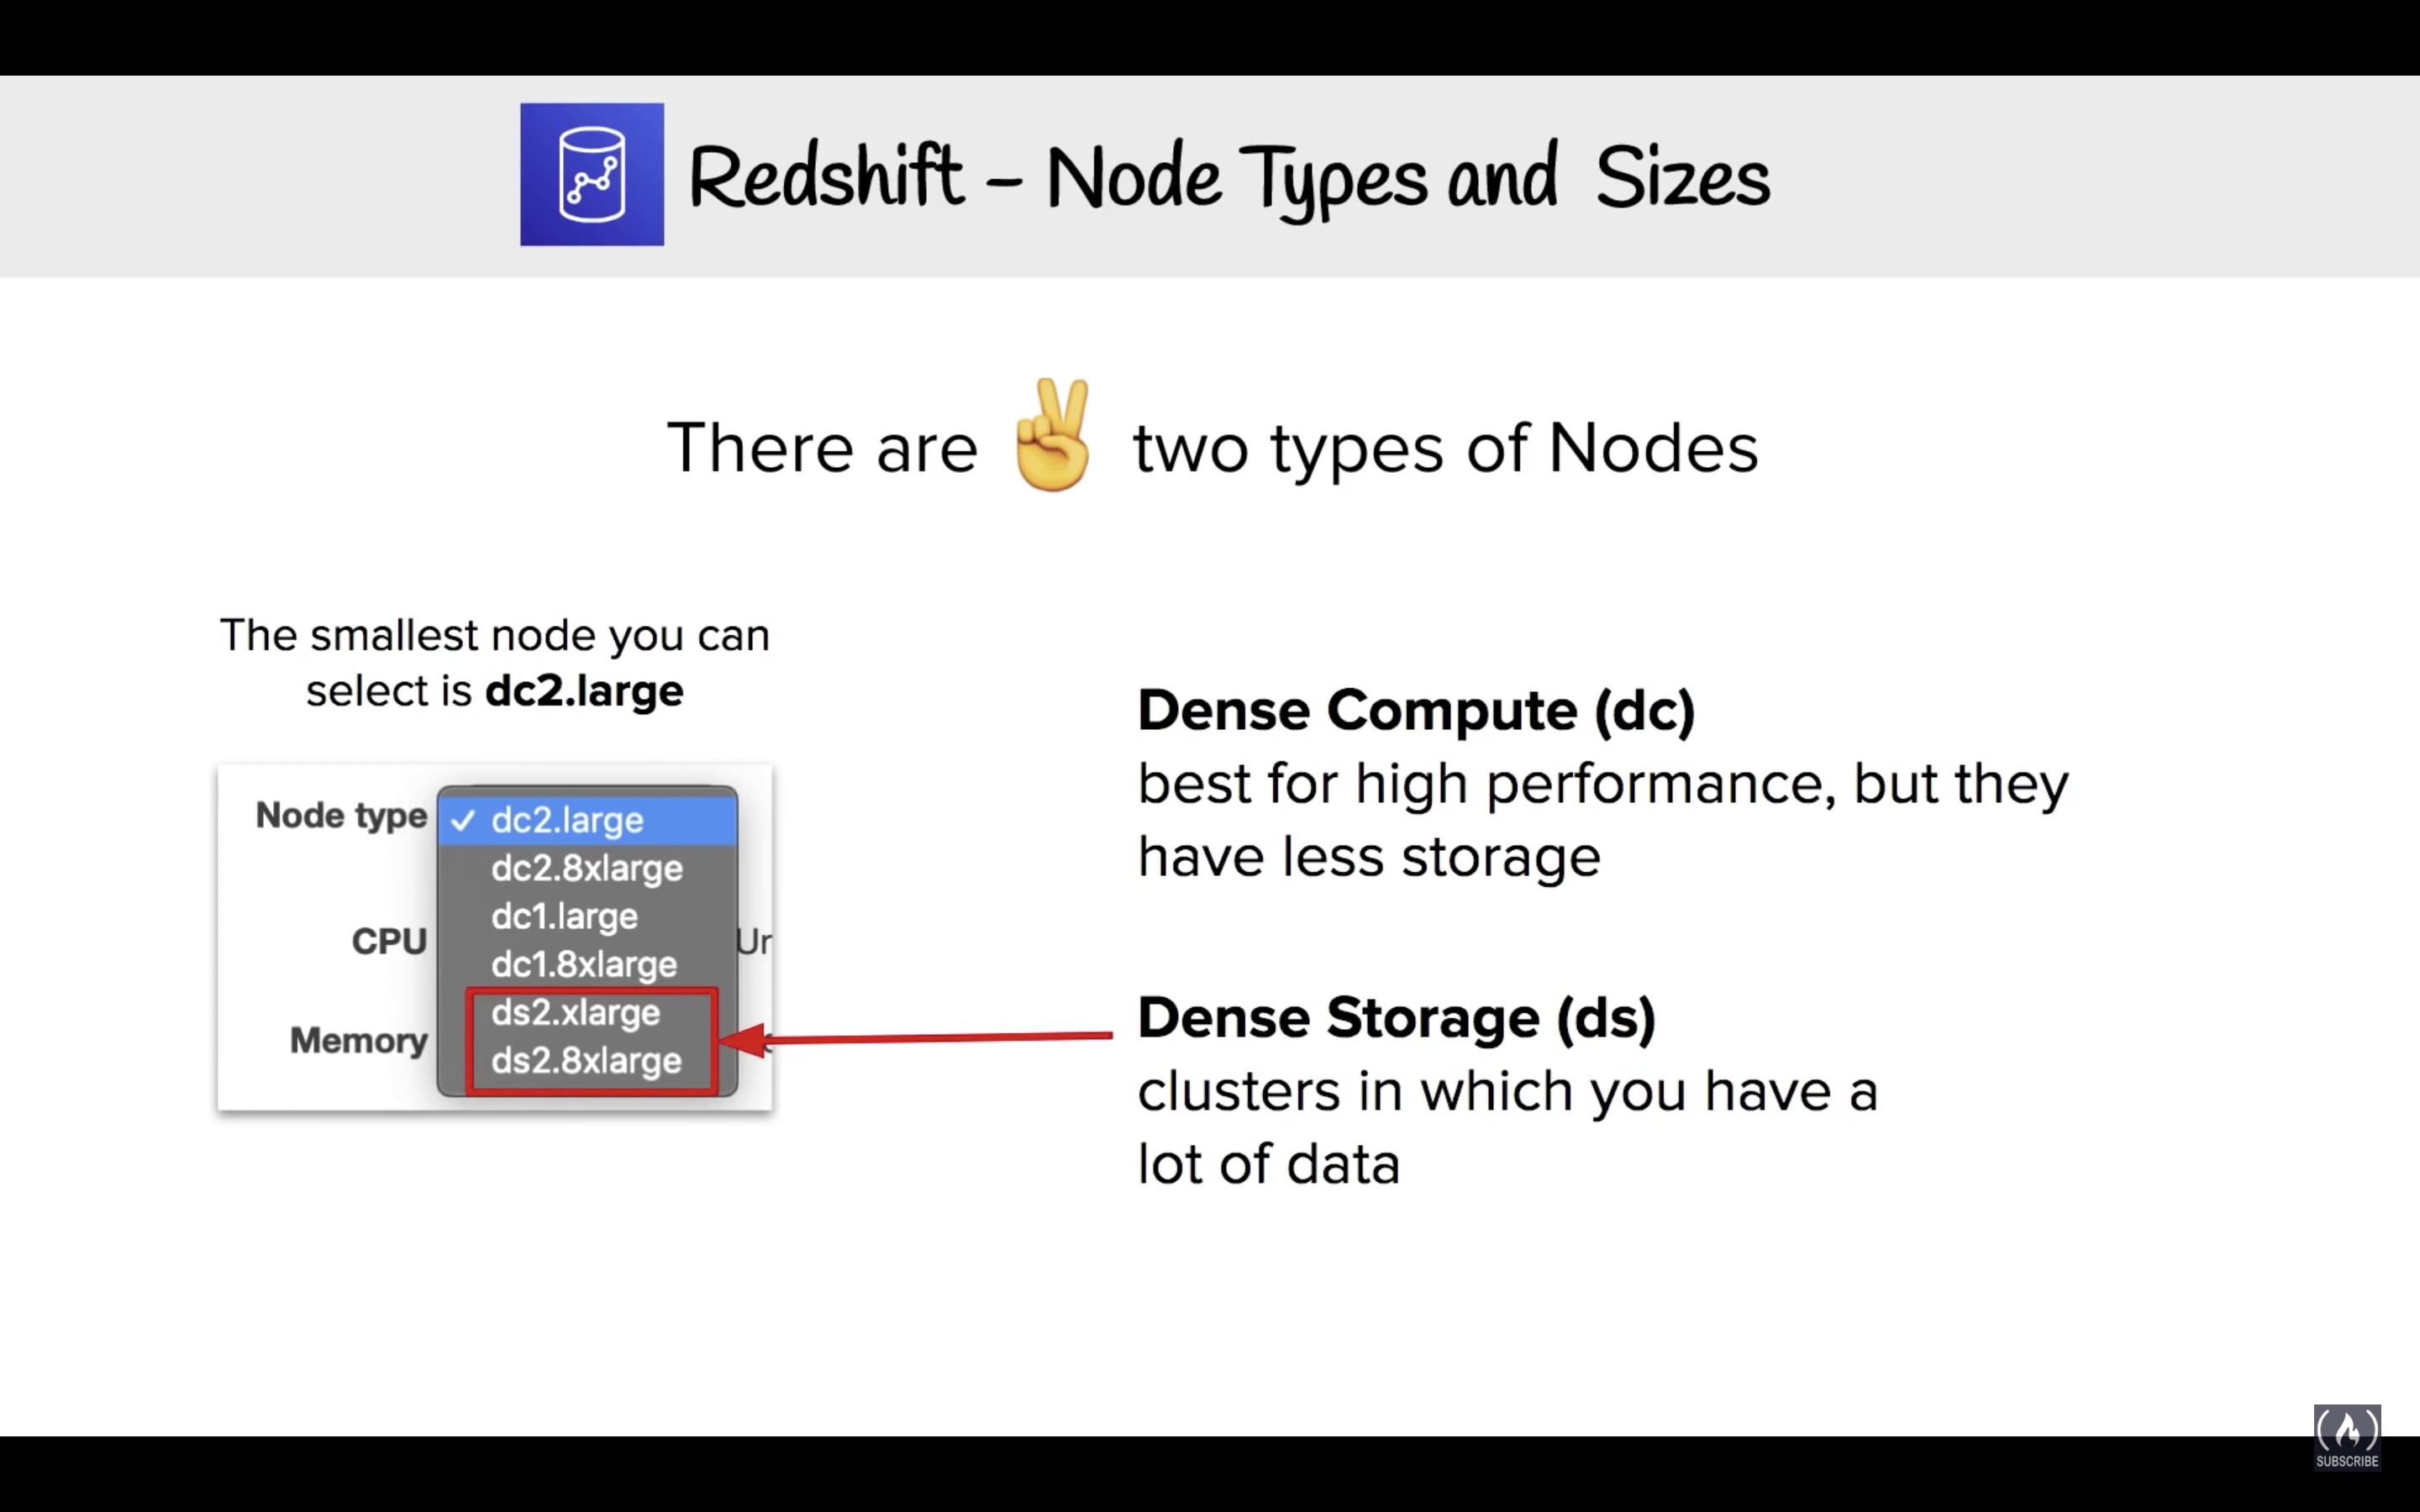 Redshift – Node Types and Sizes
There are ✌️ two types of Nodes
The smallest node you can
select is dc2.large
Node type
✓ dc2.large
dc2.8xlarge
dc1.large
dc1.8xlarge
ds2.xlarge
ds2.8xlarge
CPU
Memory
Dense Compute (dc)
best for high performance, but they
have less storage
Dense Storage (ds)
clusters in which you have a
lot of data
SUBSCRIBE